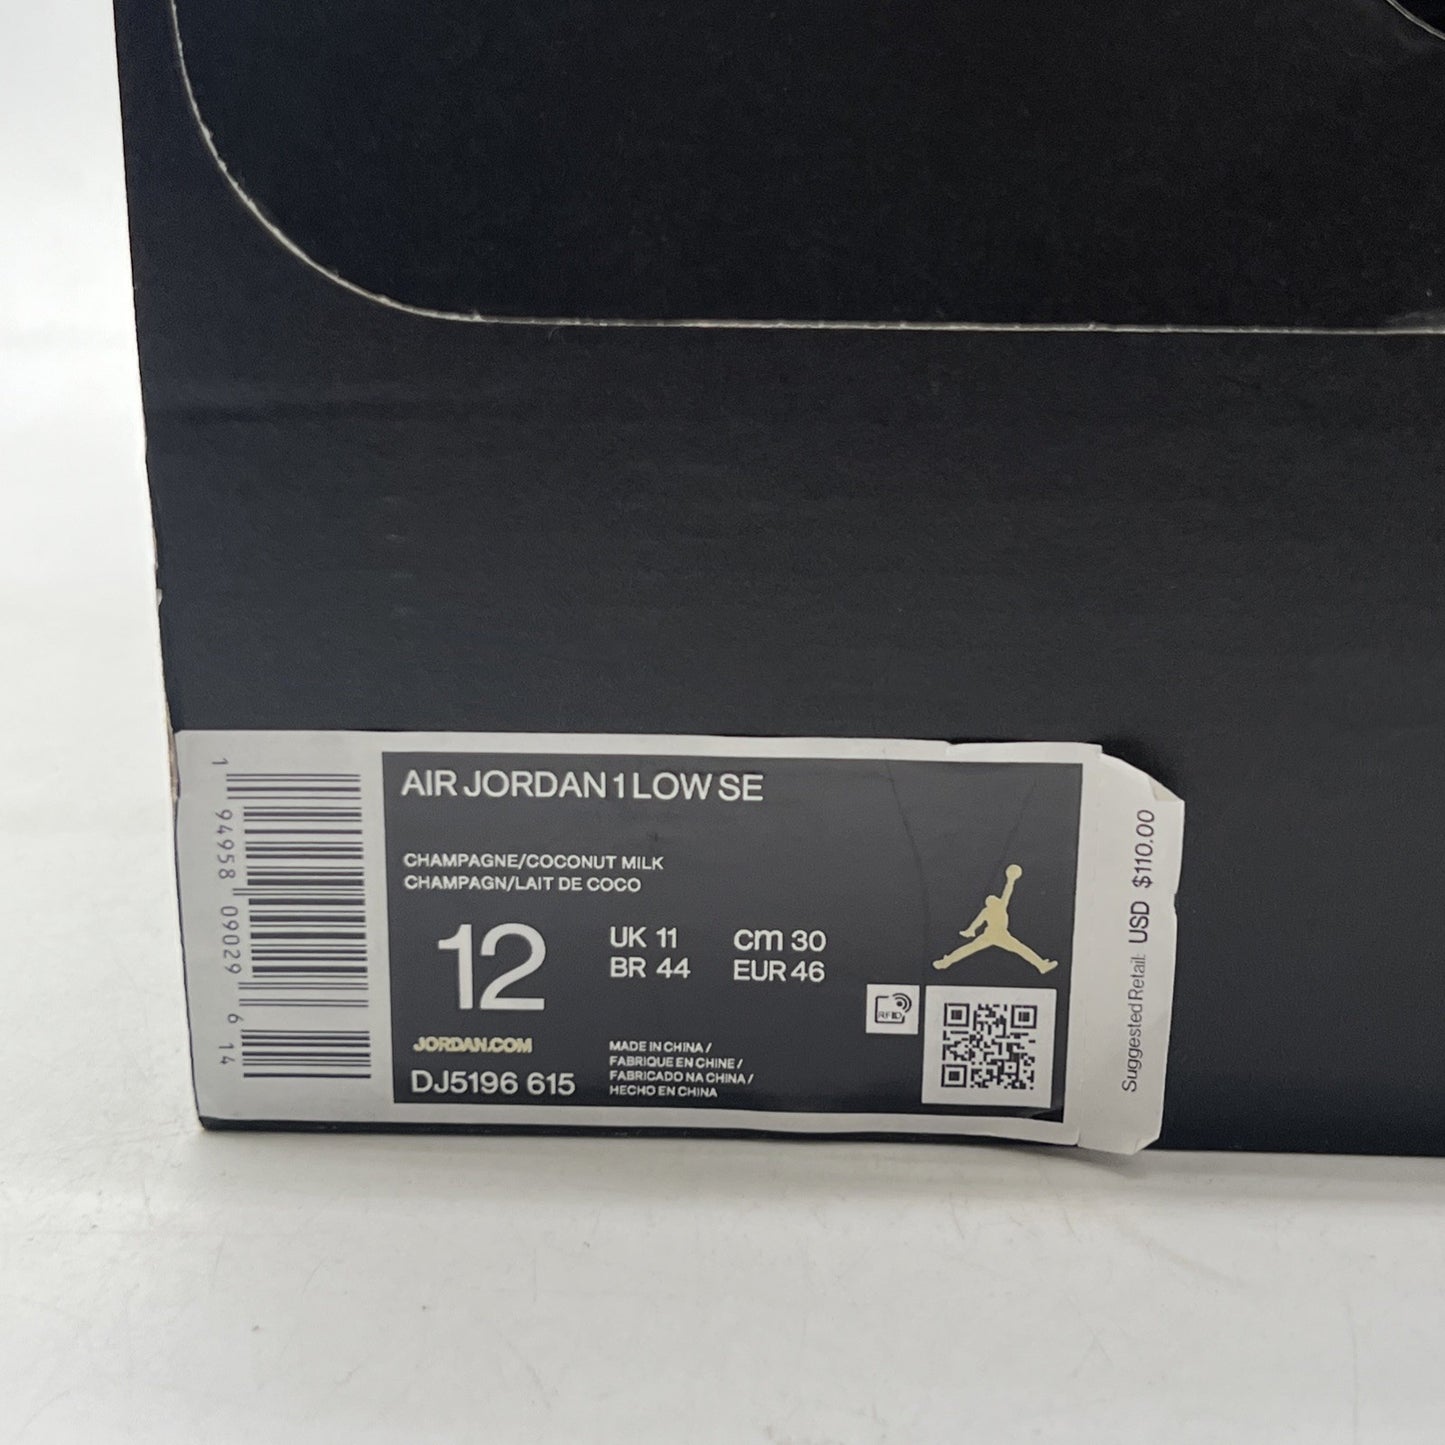 AIR JORDAN 1 LOW SE
CHAMPAGNE/COCONUT MILK
CHAMPAGN/LAIT DE COCO
12
UK 11
cm 30
BR 44
EUR 46
JORDAN.COM
DJ5196 615
MADE IN CHINA /
FABRIQUE EN CHINE /
FABRICADO NA CHINA /
HECHO EN CHINA
RFID
Suggested Retail: USD $110.00
1 94958 09029 6 14